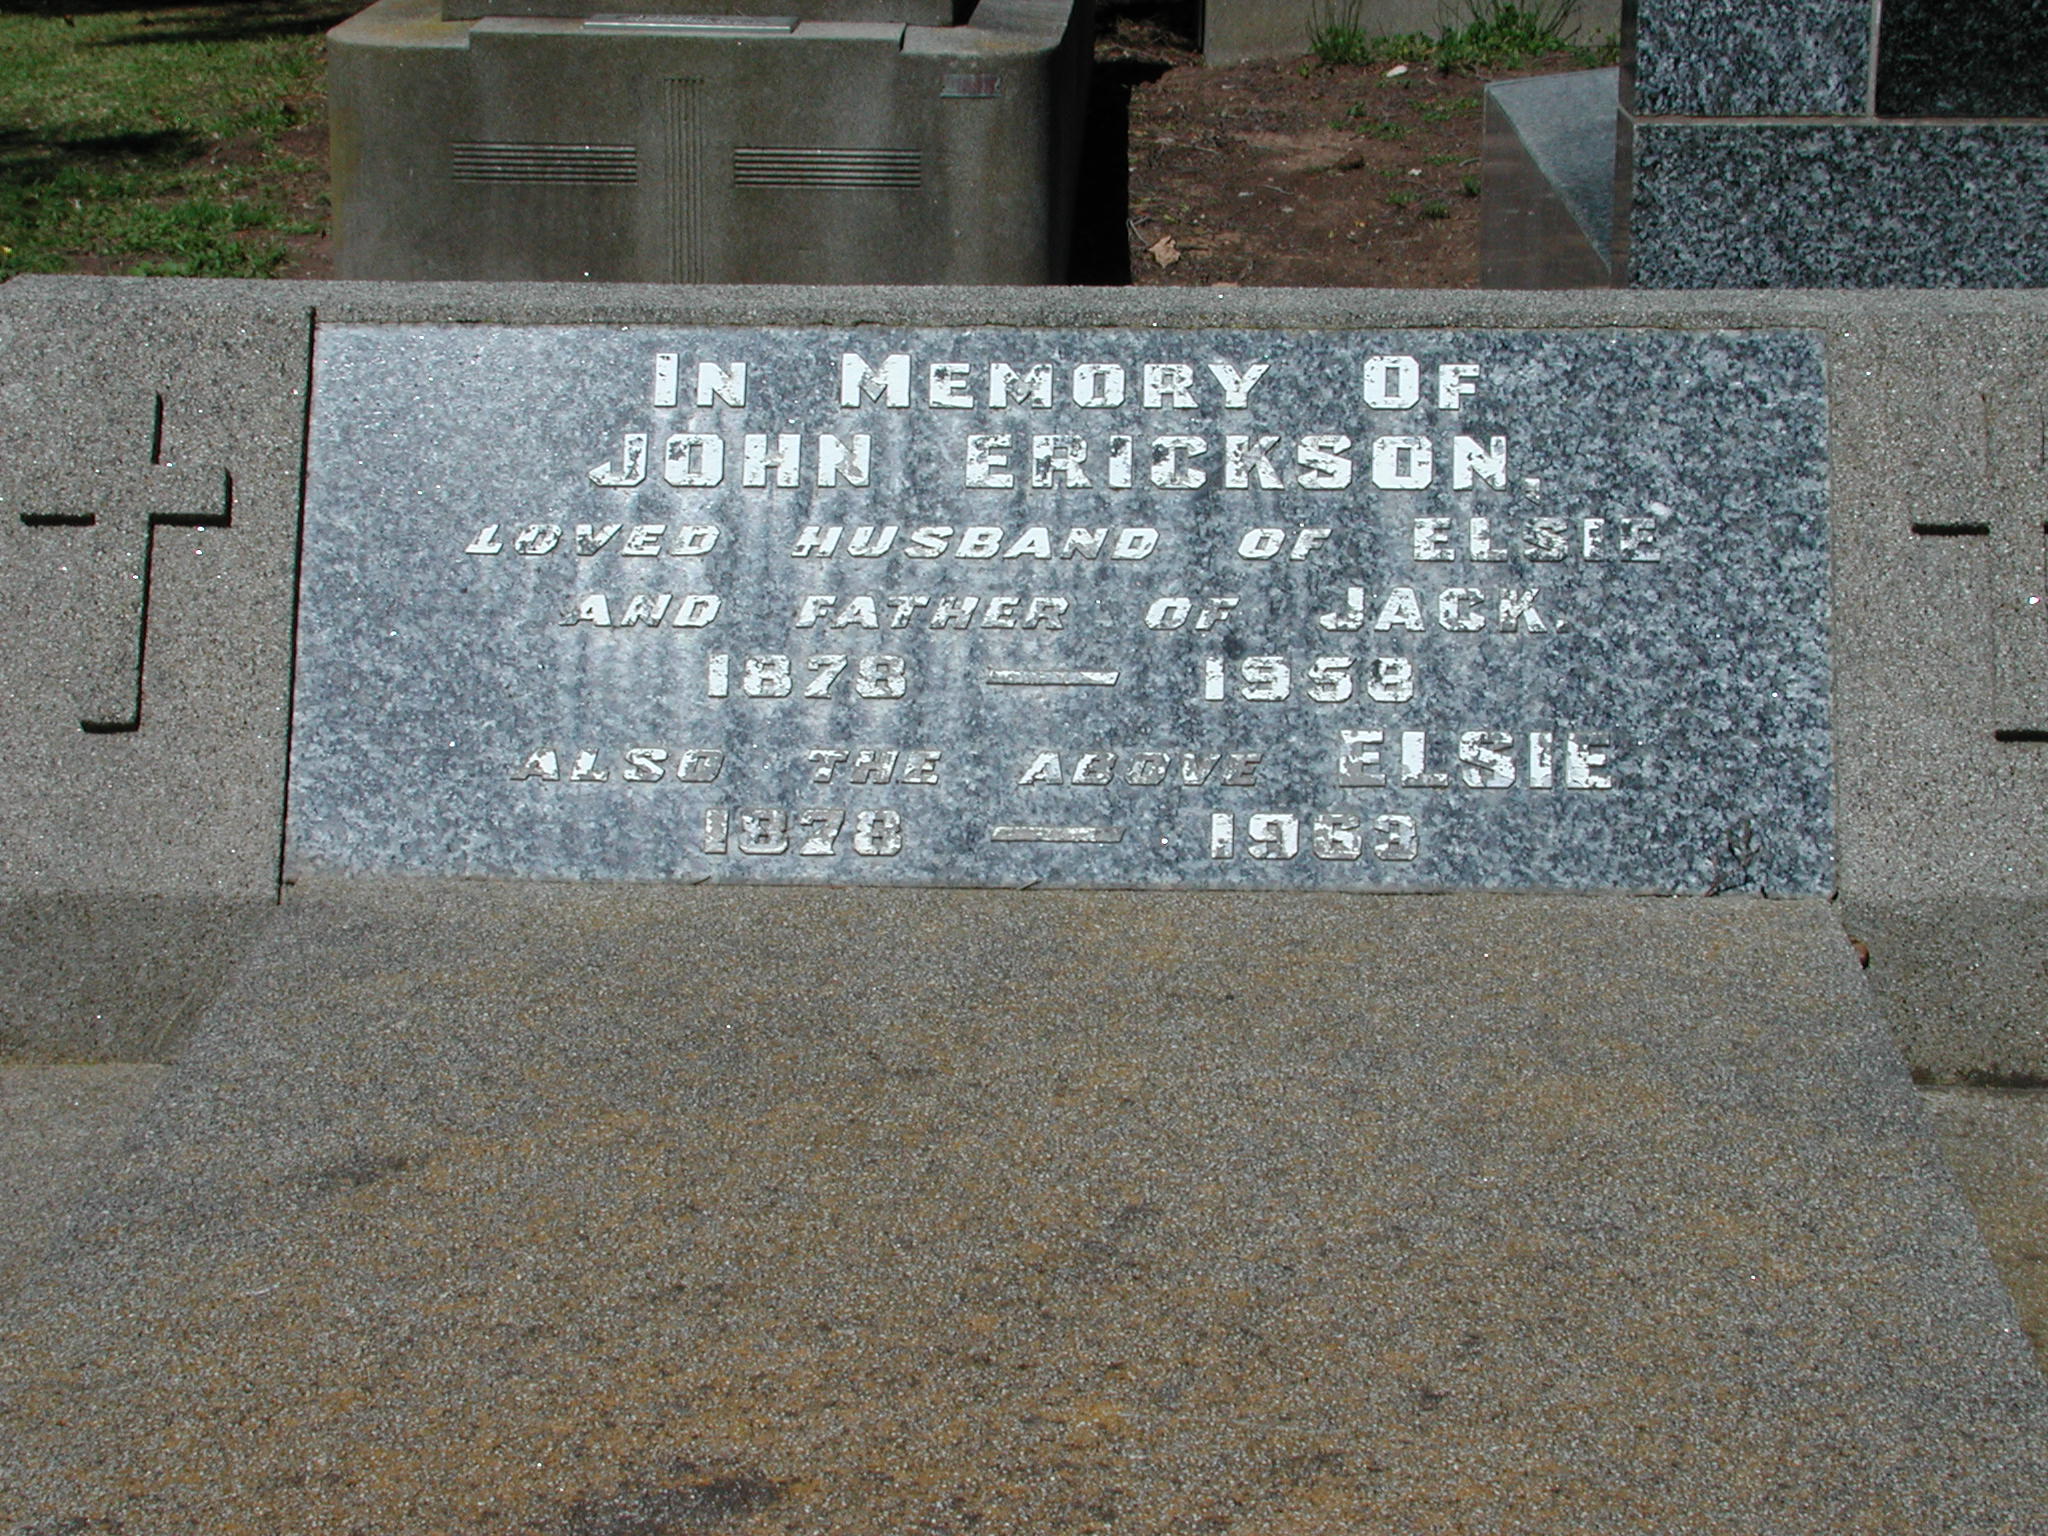 IN MEMORY OF
JOHN ERICKSON,
LOVED HUSBAND OF ELSIE
AND FATHER OF JACK.
1878 — 1958
ALSO THE ABOVE ELSIE
1878 — 1963